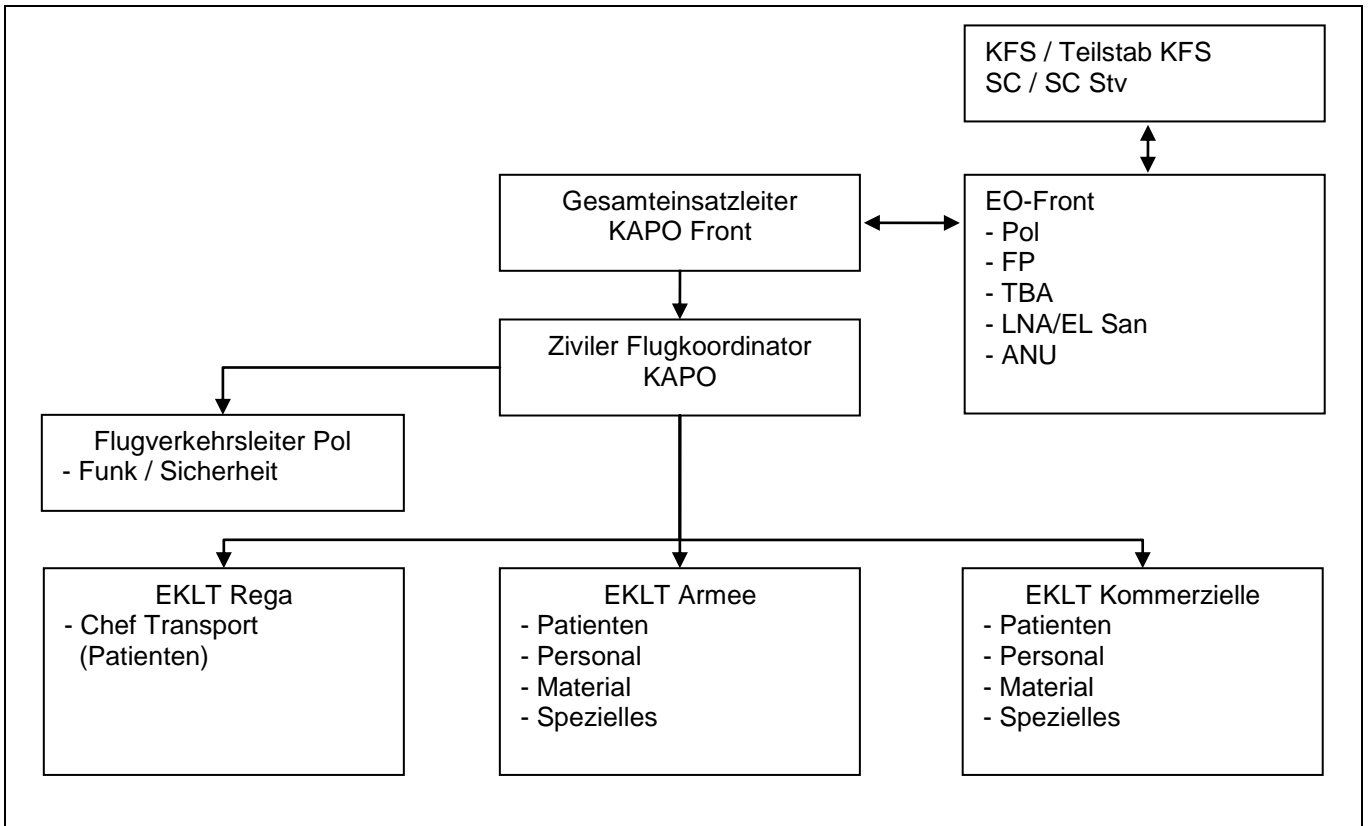 KFS / Teilstab KFS
SC / SC Stv
Gesamteinsatzleiter
KAPO Front
EO-Front
- Pol
- FP
- TBA
- LNA/EL San
- ANU
Ziviler Flugkoordinator
KAPO
Flugverkehrsleiter Pol
- Funk / Sicherheit
EKLT Rega
- Chef Transport
(Patienten)
EKLT Armee
- Patienten
- Personal
- Material
- Spezielles
EKLT Kommerzielle
- Patienten
- Personal
- Material
- Spezielles